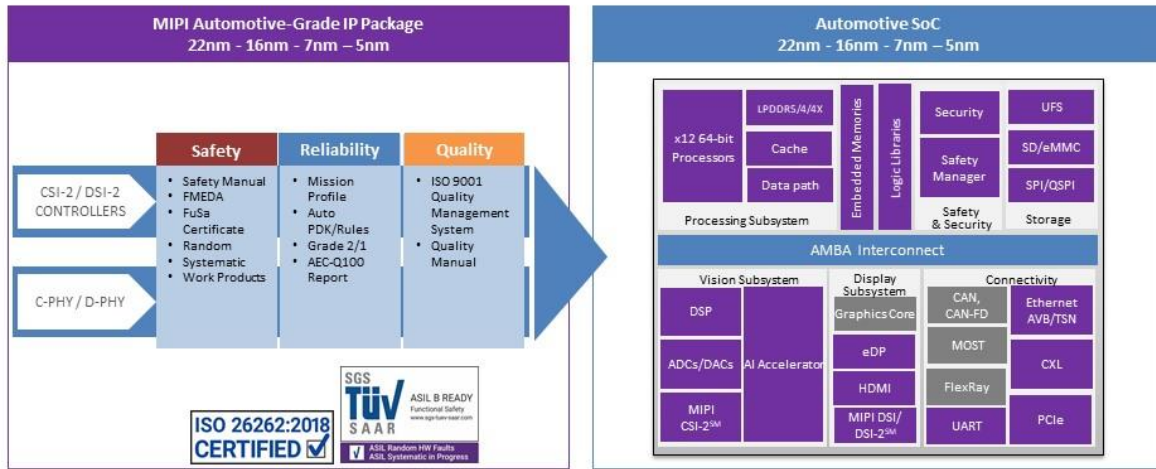 MIPI Automotive-Grade IP Package
22nm - 16nm - 7nm – 5nm
CSI-2 / DSI-2
CONTROLLERS
C-PHY / D-PHY
Safety
• Safety Manual
• FMEDA
• FuSa
Certificate
• Random
• Systematic
• Work Products
Reliability
• Mission
Profile
• Auto
PDK/Rules
• Grade 2/1
• AEC-Q100
Report
Quality
• ISO 9001
Quality
Management
System
• Quality
Manual
ISO 26262:2018
CERTIFIED
SGS
TÜV
SAAR
ASIL B READY
Functional Safety
www.sgs-tuev-saar.com
ASIL Random HW Faults
ASIL Systematic in Progress
Automotive SoC
22nm - 16nm - 7nm – 5nm
x12 64-bit
Processors
LPDDR5/4/4X
Cache
Data path
Processing Subsystem
Embedded Memories
Logic Libraries
Security
Safety
Manager
Safety
& Security
UFS
SD/eMMC
SPI/QSPI
Storage
AMBA Interconnect
Vision Subsystem
DSP
ADCs/DACs
MIPI
CSI-2SM
AI Accelerator
Display
Subsystem
Graphics Core
eDP
HDMI
MIPI DSI/
DSI-2SM
Connectivity
CAN,
CAN-FD
MOST
FlexRay
UART
Ethernet
AVB/TSN
CXL
PCIe